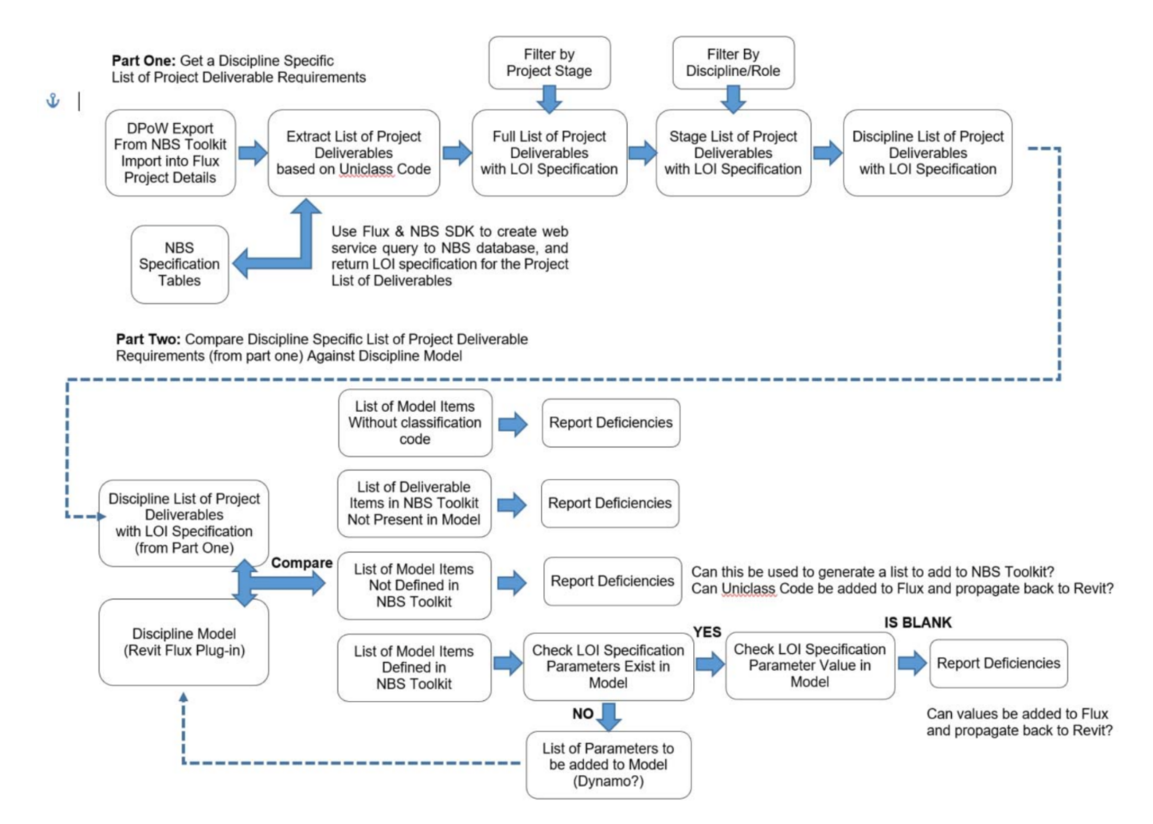 Part One: Get a Discipline Specific
List of Project Deliverable Requirements
Filter by
Project Stage
Filter By
Discipline/Role
DPoW Export
From NBS Toolkit
Import into Flux
Project Details
Extract List of Project
Deliverables
based on Uniclass Code
Full List of Project
Deliverables
with LOI Specification
Stage List of Project
Deliverables
with LOI Specification
Discipline List of Project
Deliverables
with LOI Specification
NBS
Specification
Tables
Use Flux & NBS SDK to create web
service query to NBS database, and
return LOI specification for the Project
List of Deliverables
Part Two: Compare Discipline Specific List of Project Deliverable
Requirements (from part one) Against Discipline Model
List of Model Items
Without classification
code
Report Deficiencies
List of Deliverable
Items in NBS Toolkit
Not Present in Model
Report Deficiencies
Discipline List of Project
Deliverables
with LOI Specification
(from Part One)
Compare
Discipline Model
(Revit Flux Plug-in)
List of Model Items
Not Defined in
NBS Toolkit
Report Deficiencies
Can this be used to generate a list to add to NBS Toolkit?
Can Uniclass Code be added to Flux and propagate back to Revit?
List of Model Items
Defined in
NBS Toolkit
Check LOI Specification
Parameters Exist in
Model
YES
Check LOI Specification
Parameter Value in
Model
IS BLANK
Report Deficiencies
Can values be added to Flux
and propagate back to Revit?
NO
List of Parameters to
be added to Model
(Dynamo?)